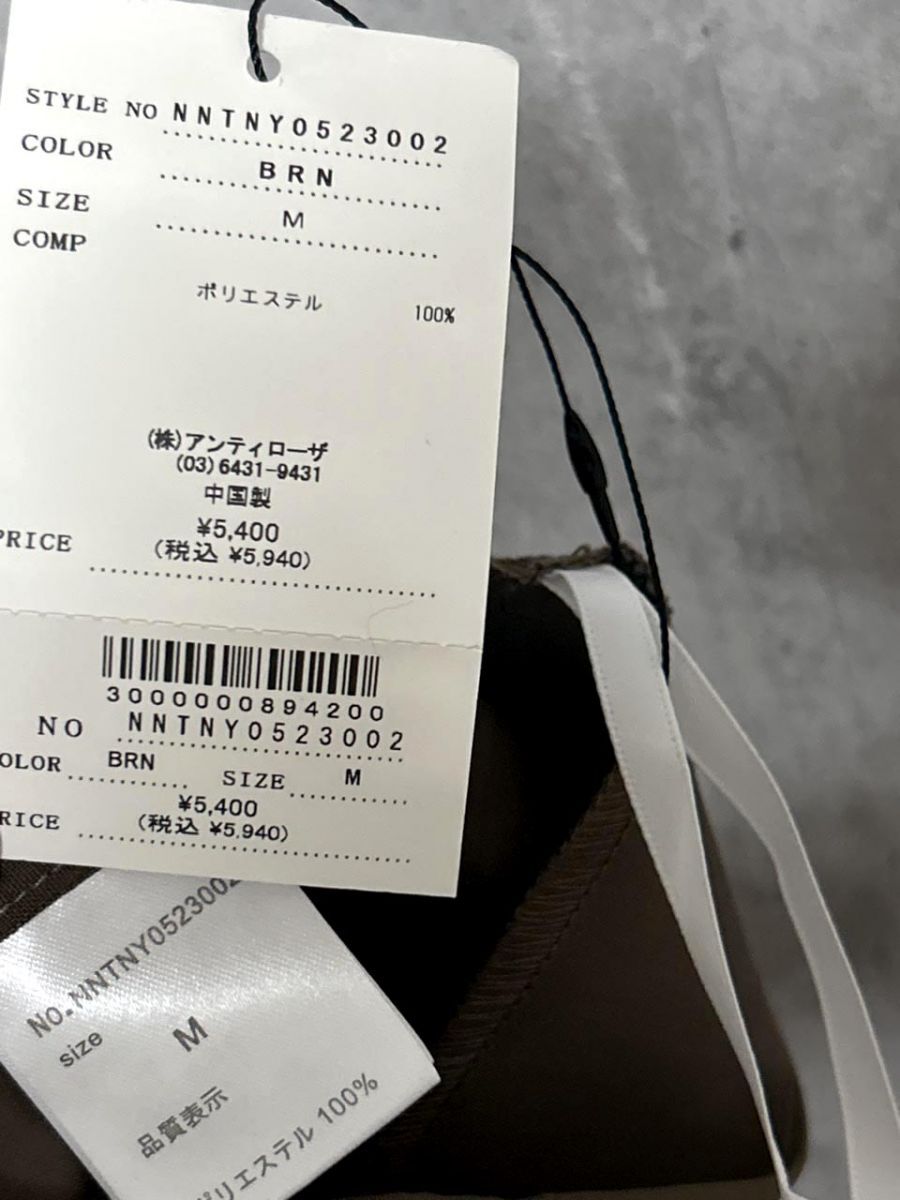 STYLE NO NNTNY0523002
COLOR BRN
SIZE M
COMP
ポリエステル 100%
(株)アンティローザ
(03)6431-9431
中国製
¥5,400
PRICE (税込 ¥5,940)
3000000894200
NO NNTNY0523002
OLOR BRN SIZE M
¥5,400
RICE (税込 ¥5,940)
No.NNTNY0523002
size M
品質表示
ポリエステル 100%